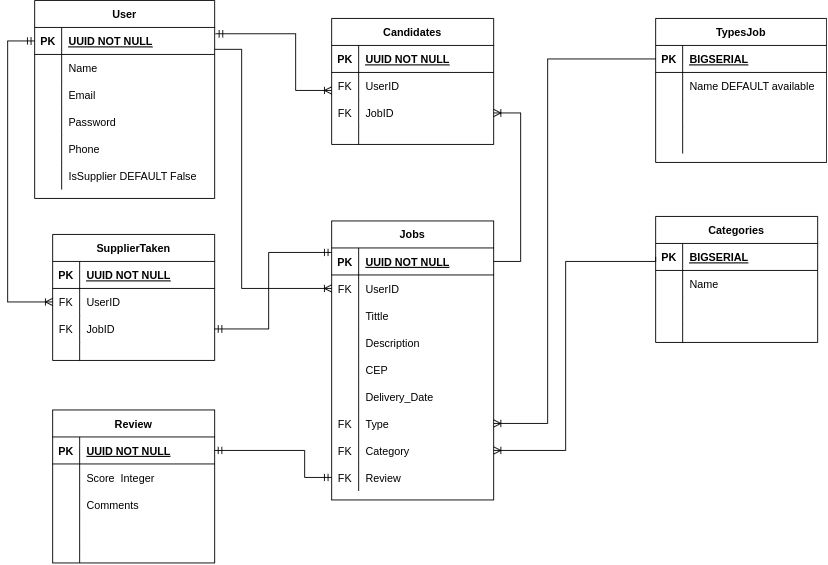 User
PK UUID NOT NULL
Name
Email
Password
Phone
IsSupplier DEFAULT False
Candidates
PK UUID NOT NULL
FK UserID
FK JobID
TypesJob
PK BIGSERIAL
Name DEFAULT available
SupplierTaken
PK UUID NOT NULL
FK UserID
FK JobID
Jobs
PK UUID NOT NULL
FK UserID
Tittle
Description
CEP
Delivery_Date
FK Type
FK Category
FK Review
Categories
PK BIGSERIAL
Name
Review
PK UUID NOT NULL
Score Integer
Comments